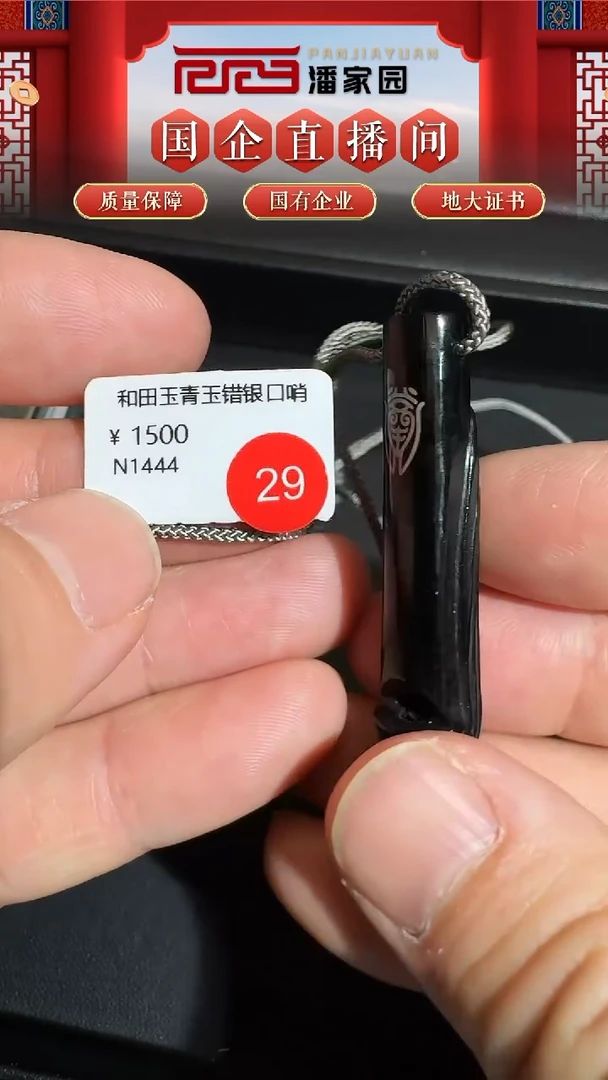 PANJIAYUAN
潘家园
国企直播间
质量保障 国有企业 地大证书
和田玉青玉错银口哨
¥ 1500
N1444
29